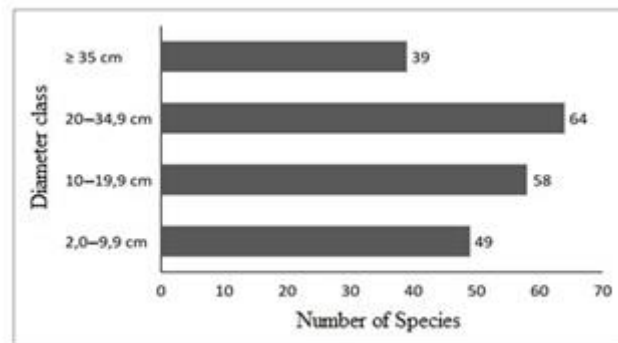 Diameter class
≥ 35 cm
39
20–34,9 cm
64
10–19,9 cm
58
2,0–9,9 cm
49
0 10 20 30 40 50 60 70
Number of Species